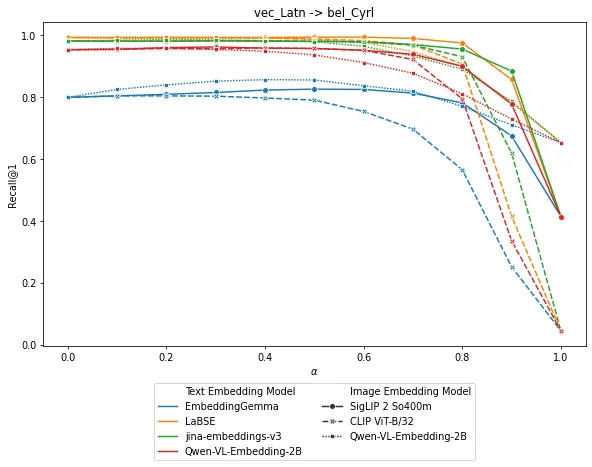 vec_Latn -> bel_Cyrl
Recall@1
1.0
0.8
0.6
0.4
0.2
0.0
0.0 0.2 0.4 0.6 0.8 1.0
α
Text Embedding Model
EmbeddingGemma
LaBSE
jina-embeddings-v3
Qwen-VL-Embedding-2B
Image Embedding Model
SigLIP 2 So400m
CLIP ViT-B/32
Qwen-VL-Embedding-2B